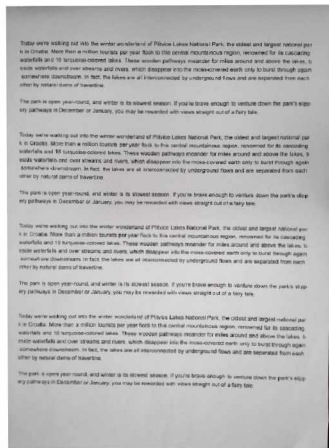 Today we're walking out into the winter wonderland of Plitvice Lakes National Park, the oldest and largest national par
k in Croatia. More than a million tourists per year flock to this central mountainous region, renowned for its cascading
waterfalls and 16 turquoise-colored lakes. These wooden pathways meander for miles around and above the lakes, b
eside waterfalls and over streams and rivers, which disappear into the moss-covered earth only to burst through again
somewhere downstream. In fact, the lakes are all interconnected by underground flows and are separated from each
other by natural dams of travertine.
The park is open year-round, and winter is its slowest season. If you're brave enough to venture down the park's slipp
ery pathways in December or January, you may be rewarded with views straight out of a fairy tale.
Today we're walking out into the winter wonderland of Plitvice Lakes National Park, the oldest and largest national par
k in Croatia. More than a million tourists per year flock to this central mountainous region, renowned for its cascading
waterfalls and 16 turquoise-colored lakes. These wooden pathways meander for miles around and above the lakes, b
eside waterfalls and over streams and rivers, which disappear into the moss-covered earth only to burst through again
somewhere downstream. In fact, the lakes are all interconnected by underground flows and are separated from each
other by natural dams of travertine.
The park is open year-round, and winter is its slowest season. If you're brave enough to venture down the park's slipp
ery pathways in December or January, you may be rewarded with views straight out of a fairy tale.
Today we're walking out into the winter wonderland of Plitvice Lakes National Park, the oldest and largest national par
k in Croatia. More than a million tourists per year flock to this central mountainous region, renowned for its cascading
waterfalls and 16 turquoise-colored lakes. These wooden pathways meander for miles around and above the lakes, b
eside waterfalls and over streams and rivers, which disappear into the moss-covered earth only to burst through again
somewhere downstream. In fact, the lakes are all interconnected by underground flows and are separated from each
other by natural dams of travertine.
The park is open year-round, and winter is its slowest season. If you're brave enough to venture down the park's slipp
ery pathways in December or January, you may be rewarded with views straight out of a fairy tale.
Today we're walking out into the winter wonderland of Plitvice Lakes National Park, the oldest and largest national par
k in Croatia. More than a million tourists per year flock to this central mountainous region, renowned for its cascading
waterfalls and 16 turquoise-colored lakes. These wooden pathways meander for miles around and above the lakes, b
eside waterfalls and over streams and rivers, which disappear into the moss-covered earth only to burst through again
somewhere downstream. In fact, the lakes are all interconnected by underground flows and are separated from each
other by natural dams of travertine.
The park is open year-round, and winter is its slowest season. If you're brave enough to venture down the park's slipp
ery pathways in December or January, you may be rewarded with views straight out of a fairy tale.